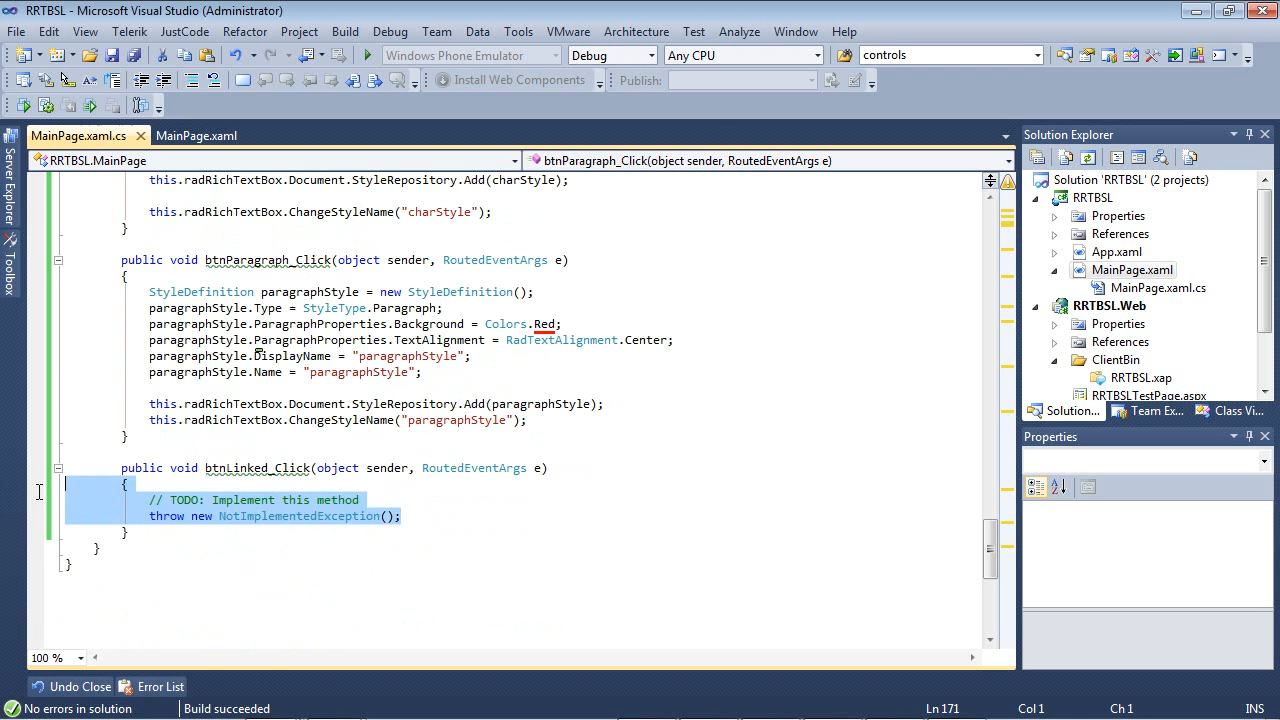 RRTBSL - Microsoft Visual Studio (Administrator)
File Edit View Telerik JustCode Refactor Project Build Debug Team Data Tools VMware Architecture Test Analyze Window Help
Windows Phone Emulator Debug Any CPU controls
Install Web Components Publish:
MainPage.xaml.cs MainPage.xaml
RRTBSL.MainPage btnParagraph_Click(object sender, RoutedEventArgs e)
this.radRichTextBox.Document.StyleRepository.Add(charStyle);
this.radRichTextBox.ChangeStyleName("charStyle");
}
public void btnParagraph_Click(object sender, RoutedEventArgs e)
{
StyleDefinition paragraphStyle = new StyleDefinition();
paragraphStyle.Type = StyleType.Paragraph;
paragraphStyle.ParagraphProperties.Background = Colors.Red;
paragraphStyle.ParagraphProperties.TextAlignment = RadTextAlignment.Center;
paragraphStyle.DisplayName = "paragraphStyle";
paragraphStyle.Name = "paragraphStyle";
this.radRichTextBox.Document.StyleRepository.Add(paragraphStyle);
this.radRichTextBox.ChangeStyleName("paragraphStyle");
}
public void btnLinked_Click(object sender, RoutedEventArgs e)
{
// TODO: Implement this method
throw new NotImplementedException();
}
}
}
100 %
Server Explorer
Toolbox
Solution Explorer
Solution 'RRTBSL' (2 projects)
RRTBSL
Properties
References
App.xaml
MainPage.xaml
MainPage.xaml.cs
RRTBSL.Web
Properties
References
ClientBin
RRTBSL.xap
RRTBSLTestPage.aspx
Solution... Team Ex... Class Vi...
Properties
Undo Close Error List
No errors in solution Build succeeded Ln 171 Col 1 Ch 1 INS